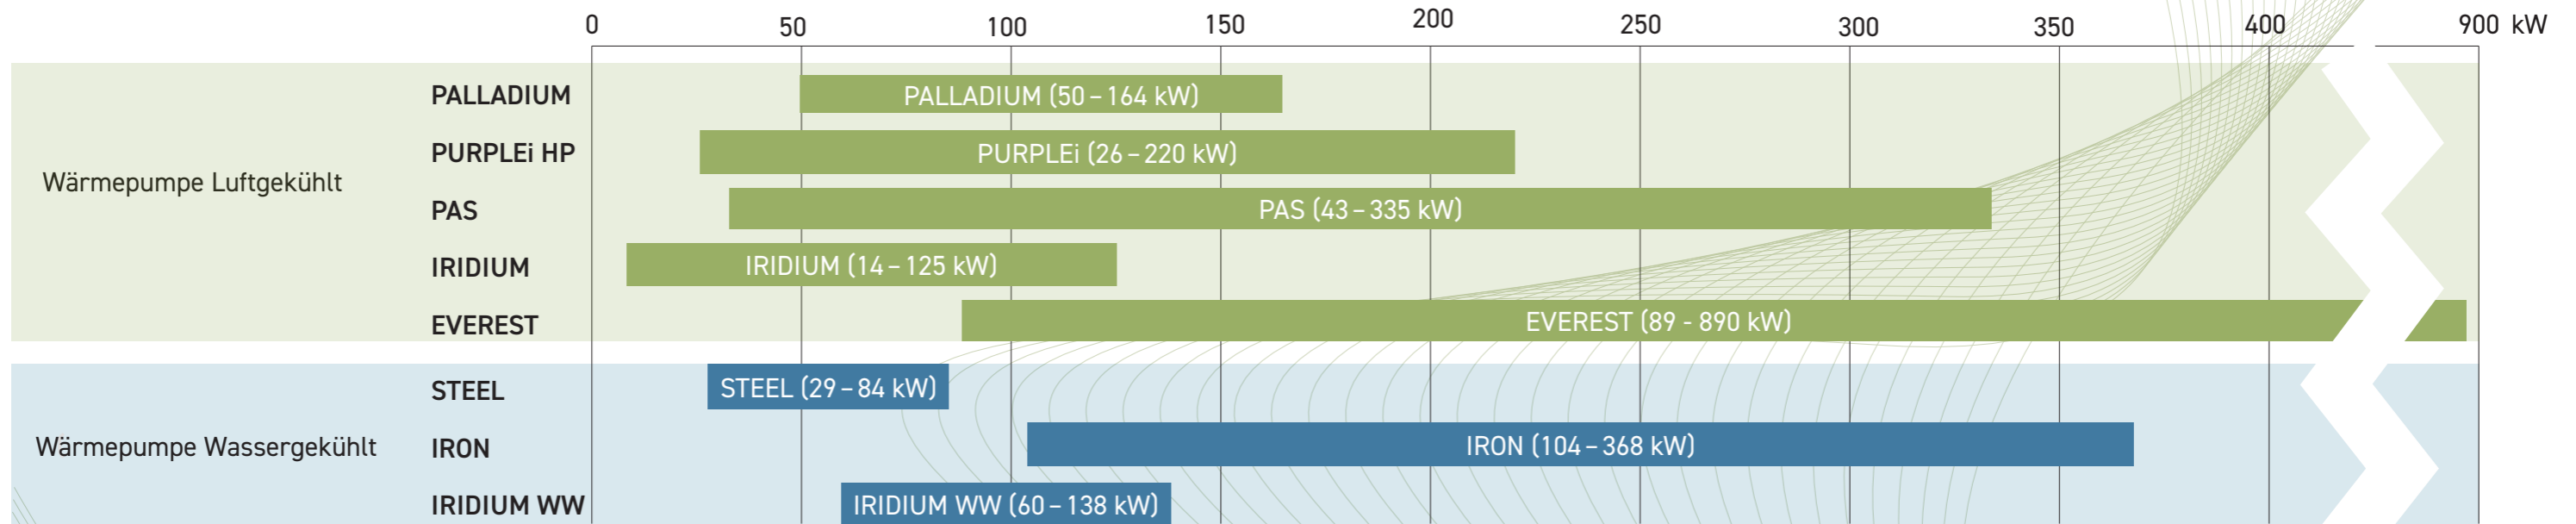 0 50 100 150 200 250 300 350 400 900 kW
Wärmepumpe Luftgekühlt
PALLADIUM PALLADIUM (50 – 164 kW)
PURPLEi HP PURPLEi (26 – 220 kW)
PAS PAS (43 – 335 kW)
IRIDIUM IRIDIUM (14 – 125 kW)
EVEREST EVEREST (89 - 890 kW)
Wärmepumpe Wassergekühlt
STEEL STEEL (29 – 84 kW)
IRON IRON (104 – 368 kW)
IRIDIUM WW IRIDIUM WW (60 – 138 kW)